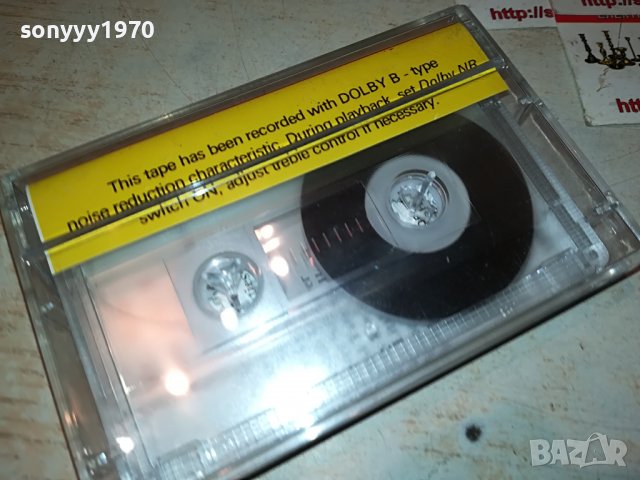 sonyyy1970
http://s
http:
This tape has been recorded with DOLBY B - type
noise reduction characteristic. During playback, set Dolby NR
switch ON, adjust treble control if necessary.
BAZAR